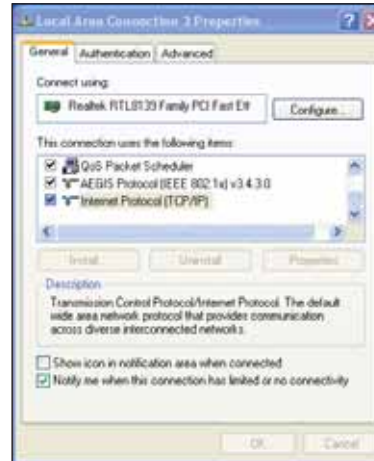 Local Area Connection 3 Properties
General Authentication Advanced
Connect using:
Realtek RTL8139 Family PCI Fast Eth
Configure...
This connection uses the following items:
QoS Packet Scheduler
AEGIS Protocol (IEEE 802.1x) v3.4.3.0
Internet Protocol (TCP/IP)
Install...
Uninstall
Properties
Description
Transmission Control Protocol/Internet Protocol. The default
wide area network protocol that provides communication
across diverse interconnected networks.
Show icon in notification area when connected
Notify me when this connection has limited or no connectivity
OK
Cancel